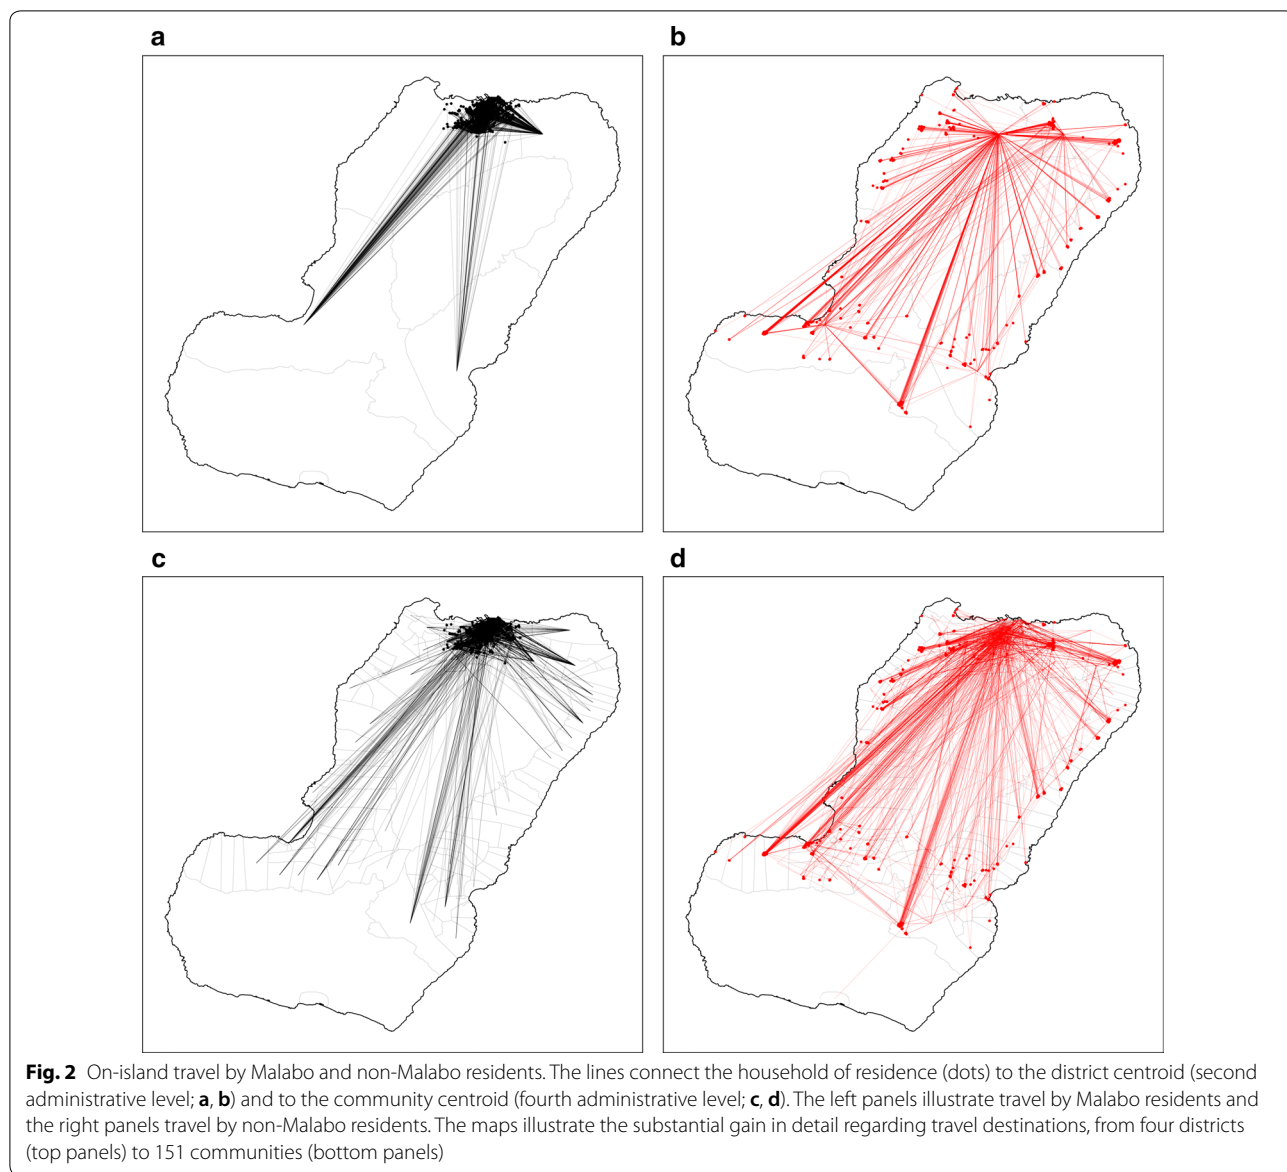 a
b
c
d
Fig. 2 On-island travel by Malabo and non-Malabo residents. The lines connect the household of residence (dots) to the district centroid (second
administrative level; a, b) and to the community centroid (fourth administrative level; c, d). The left panels illustrate travel by Malabo residents and
the right panels travel by non-Malabo residents. The maps illustrate the substantial gain in detail regarding travel destinations, from four districts
(top panels) to 151 communities (bottom panels)